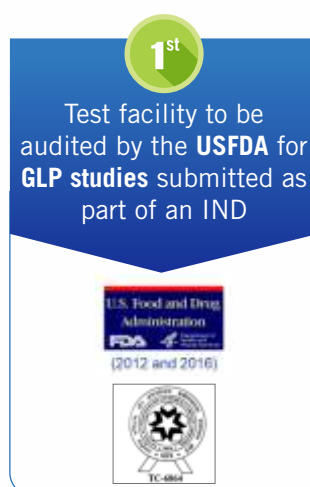 1st
Test facility to be
audited by the USFDA for
GLP studies submitted as
part of an IND
U.S. Food and Drug
Administration
FDA
(2012 and 2016)
TC-6864